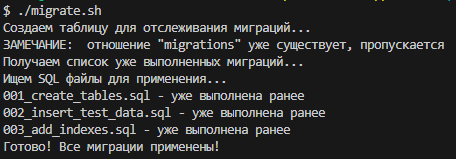 $ ./migrate.sh
Создаем таблицу для отслеживания миграций...
ЗАМЕЧАНИЕ:  отношение "migrations" уже существует, пропускается
Получаем список уже выполненных миграций...
Ищем SQL файлы для применения...
001_create_tables.sql - уже выполнена ранее
002_insert_test_data.sql - уже выполнена ранее
003_add_indexes.sql - уже выполнена ранее
Готово! Все миграции применены!